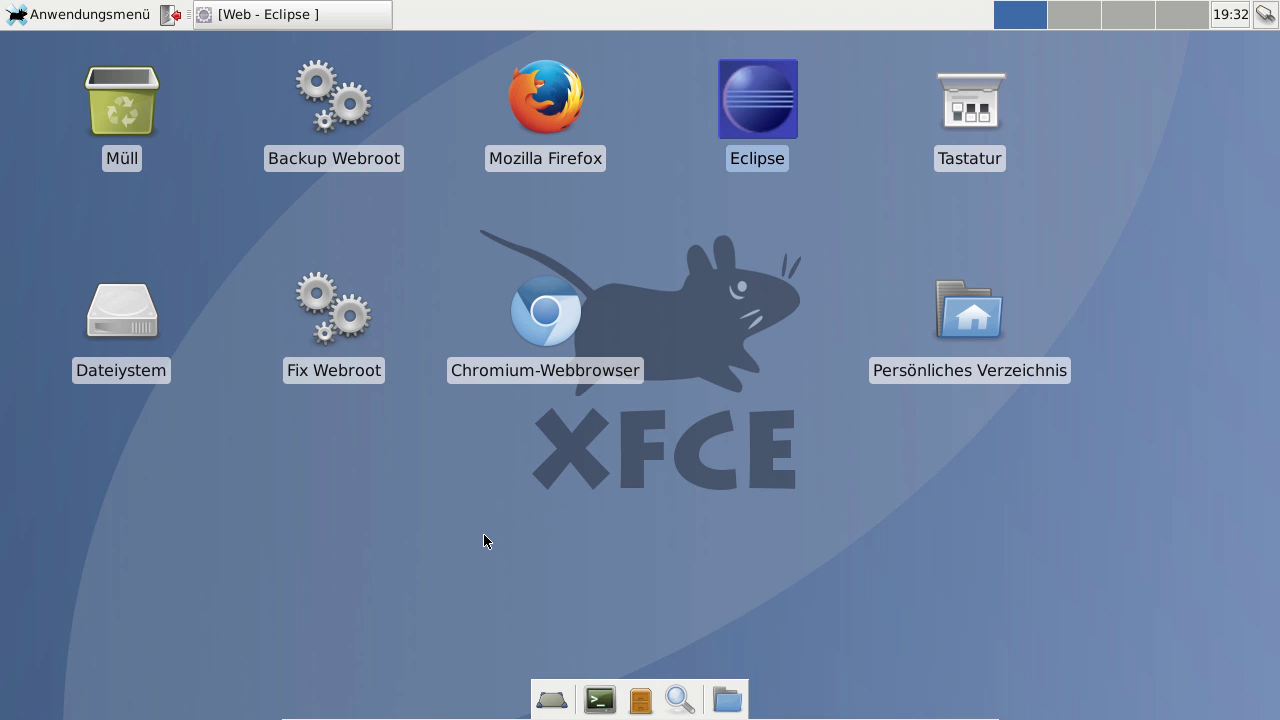 Anwendungsmenü
[Web - Eclipse ]
19:32
Müll
Backup Webroot
Mozilla Firefox
Eclipse
Tastatur
Dateiystem
Fix Webroot
Chromium-Webbrowser
Persönliches Verzeichnis
XFCE